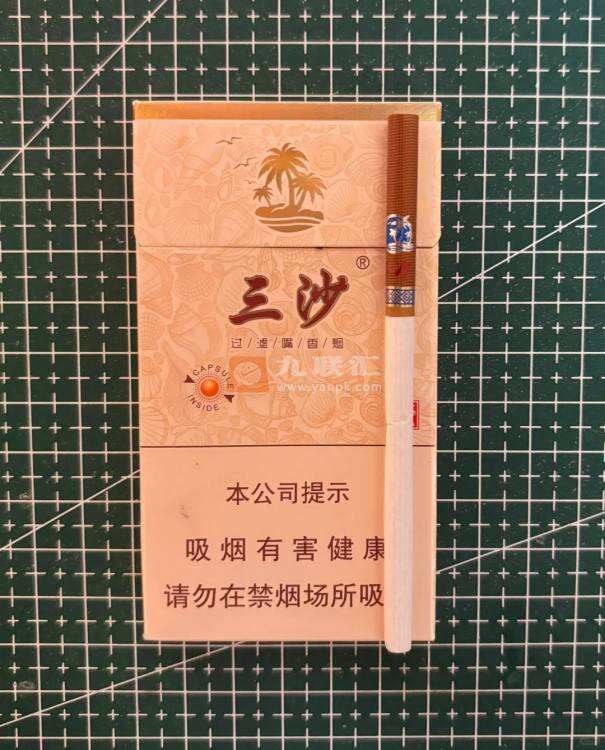 三沙®
过/滤/嘴/香/烟
九联汇
www.yanpk.com
CAPSULE
INSIDE
本公司提示
吸烟有害健康
请勿在禁烟场所吸